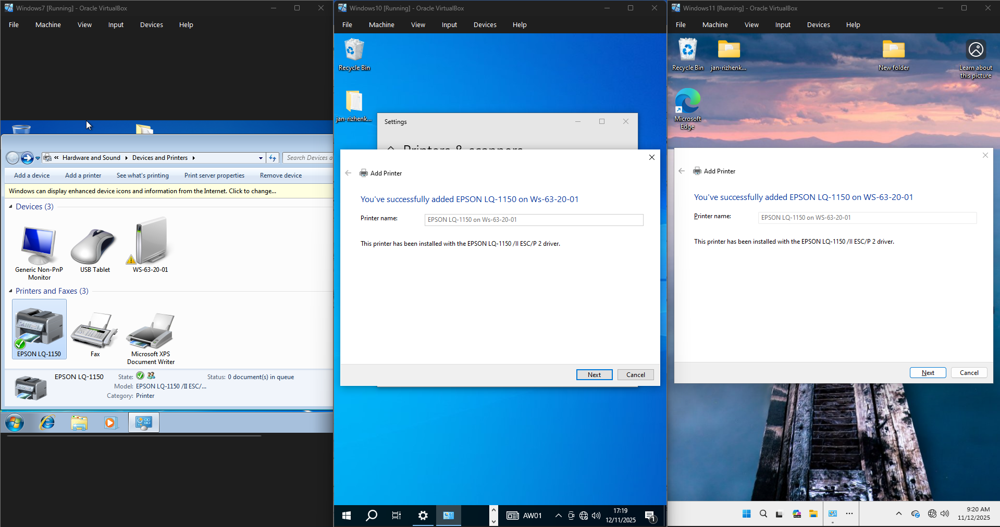 Windows7 [Running] - Oracle VirtualBox
File Machine View Input Devices Help
Hardware and Sound Devices and Printers
Search Devices a
Add a device Add a printer See what's printing Print server properties Remove device
Windows can display enhanced device icons and information from the Internet. Click to change...
Devices (3)
Generic Non-PnP
Monitor
USB Tablet
WS-63-20-01
Printers and Faxes (3)
EPSON LQ-1150
Fax
Microsoft XPS
Document Writer
EPSON LQ-1150
State:
Status: 0 document(s) in queue
Model: EPSON LQ-1150 /II ESC/...
Category: Printer
Windows10 [Running] - Oracle VirtualBox
File Machine View Input Devices Help
Recycle Bin
jan-rizhenk...
Settings
Printers & scanners
Add Printer
You've successfully added EPSON LQ-1150 on Ws-63-20-01
Printer name: EPSON LQ-1150 on Ws-63-20-01
This printer has been installed with the EPSON LQ-1150 /II ESC/P 2 driver.
Next Cancel
AW01
17:19
12/11/2025
1
Windows11 [Running] - Oracle VirtualBox
File Machine View Input Devices Help
Recycle Bin
jan-rizhenk...
New folder
Learn about
this picture
Microsoft
Edge
Add Printer
You've successfully added EPSON LQ-1150 on WS-63-20-01
Printer name: EPSON LQ-1150 on WS-63-20-01
This printer has been installed with the EPSON LQ-1150 /II ESC/P 2 driver.
Next Cancel
9:20 AM
11/12/2025